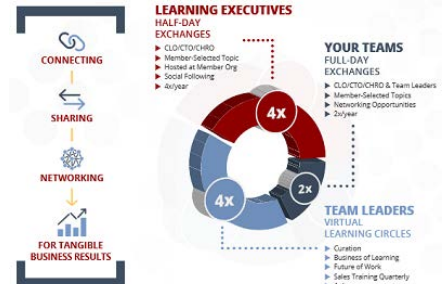 CONNECTING
SHARING
NETWORKING
FOR TANGIBLE
BUSINESS RESULTS
LEARNING EXECUTIVES
HALF-DAY
EXCHANGES
CLO/CTO/CHRO
Member-Selected Topic
Hosted at Member Org
Social Following
4x/year
4x
YOUR TEAMS
FULL-DAY
EXCHANGES
CLO/CTO/CHRO & Team Leaders
Member-Selected Topics
Networking Opportunities
2x/year
2x
4x
TEAM LEADERS
VIRTUAL
LEARNING CIRCLES
Curation
Business of Learning
Future of Work
Sales Training Quarterly